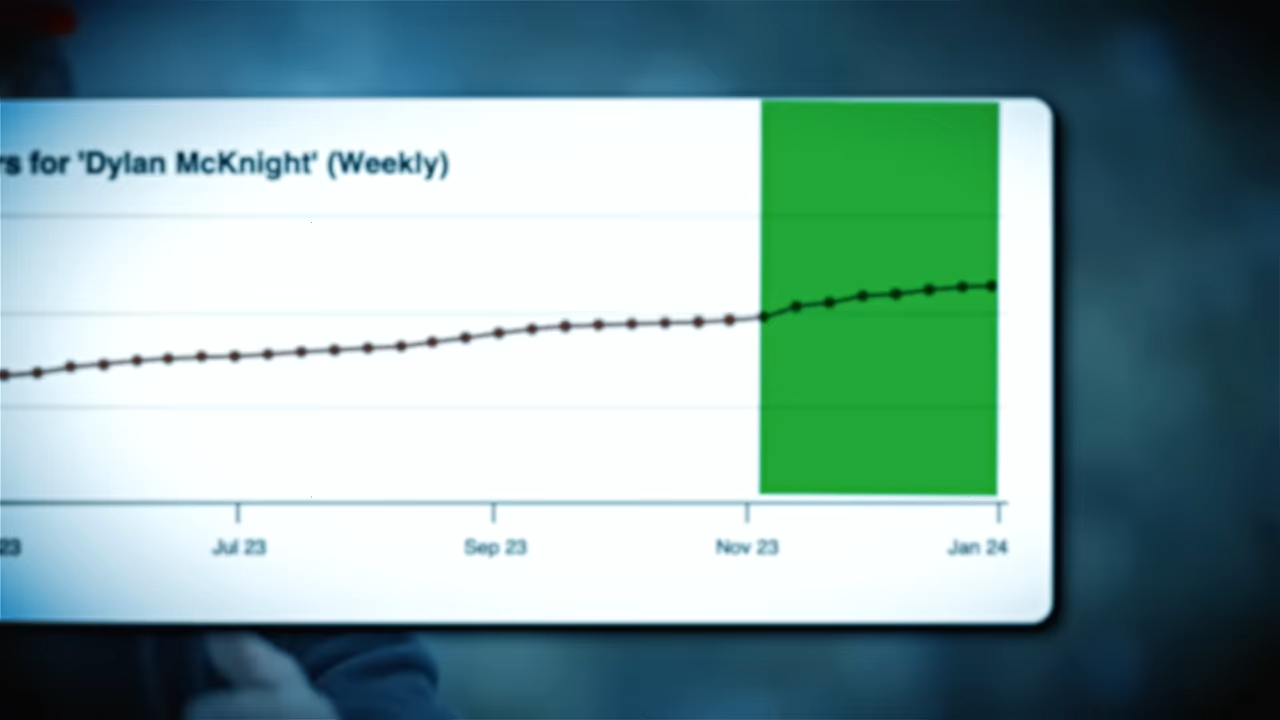 rs for 'Dylan McKnight' (Weekly)
23
Jul 23
Sep 23
Nov 23
Jan 24